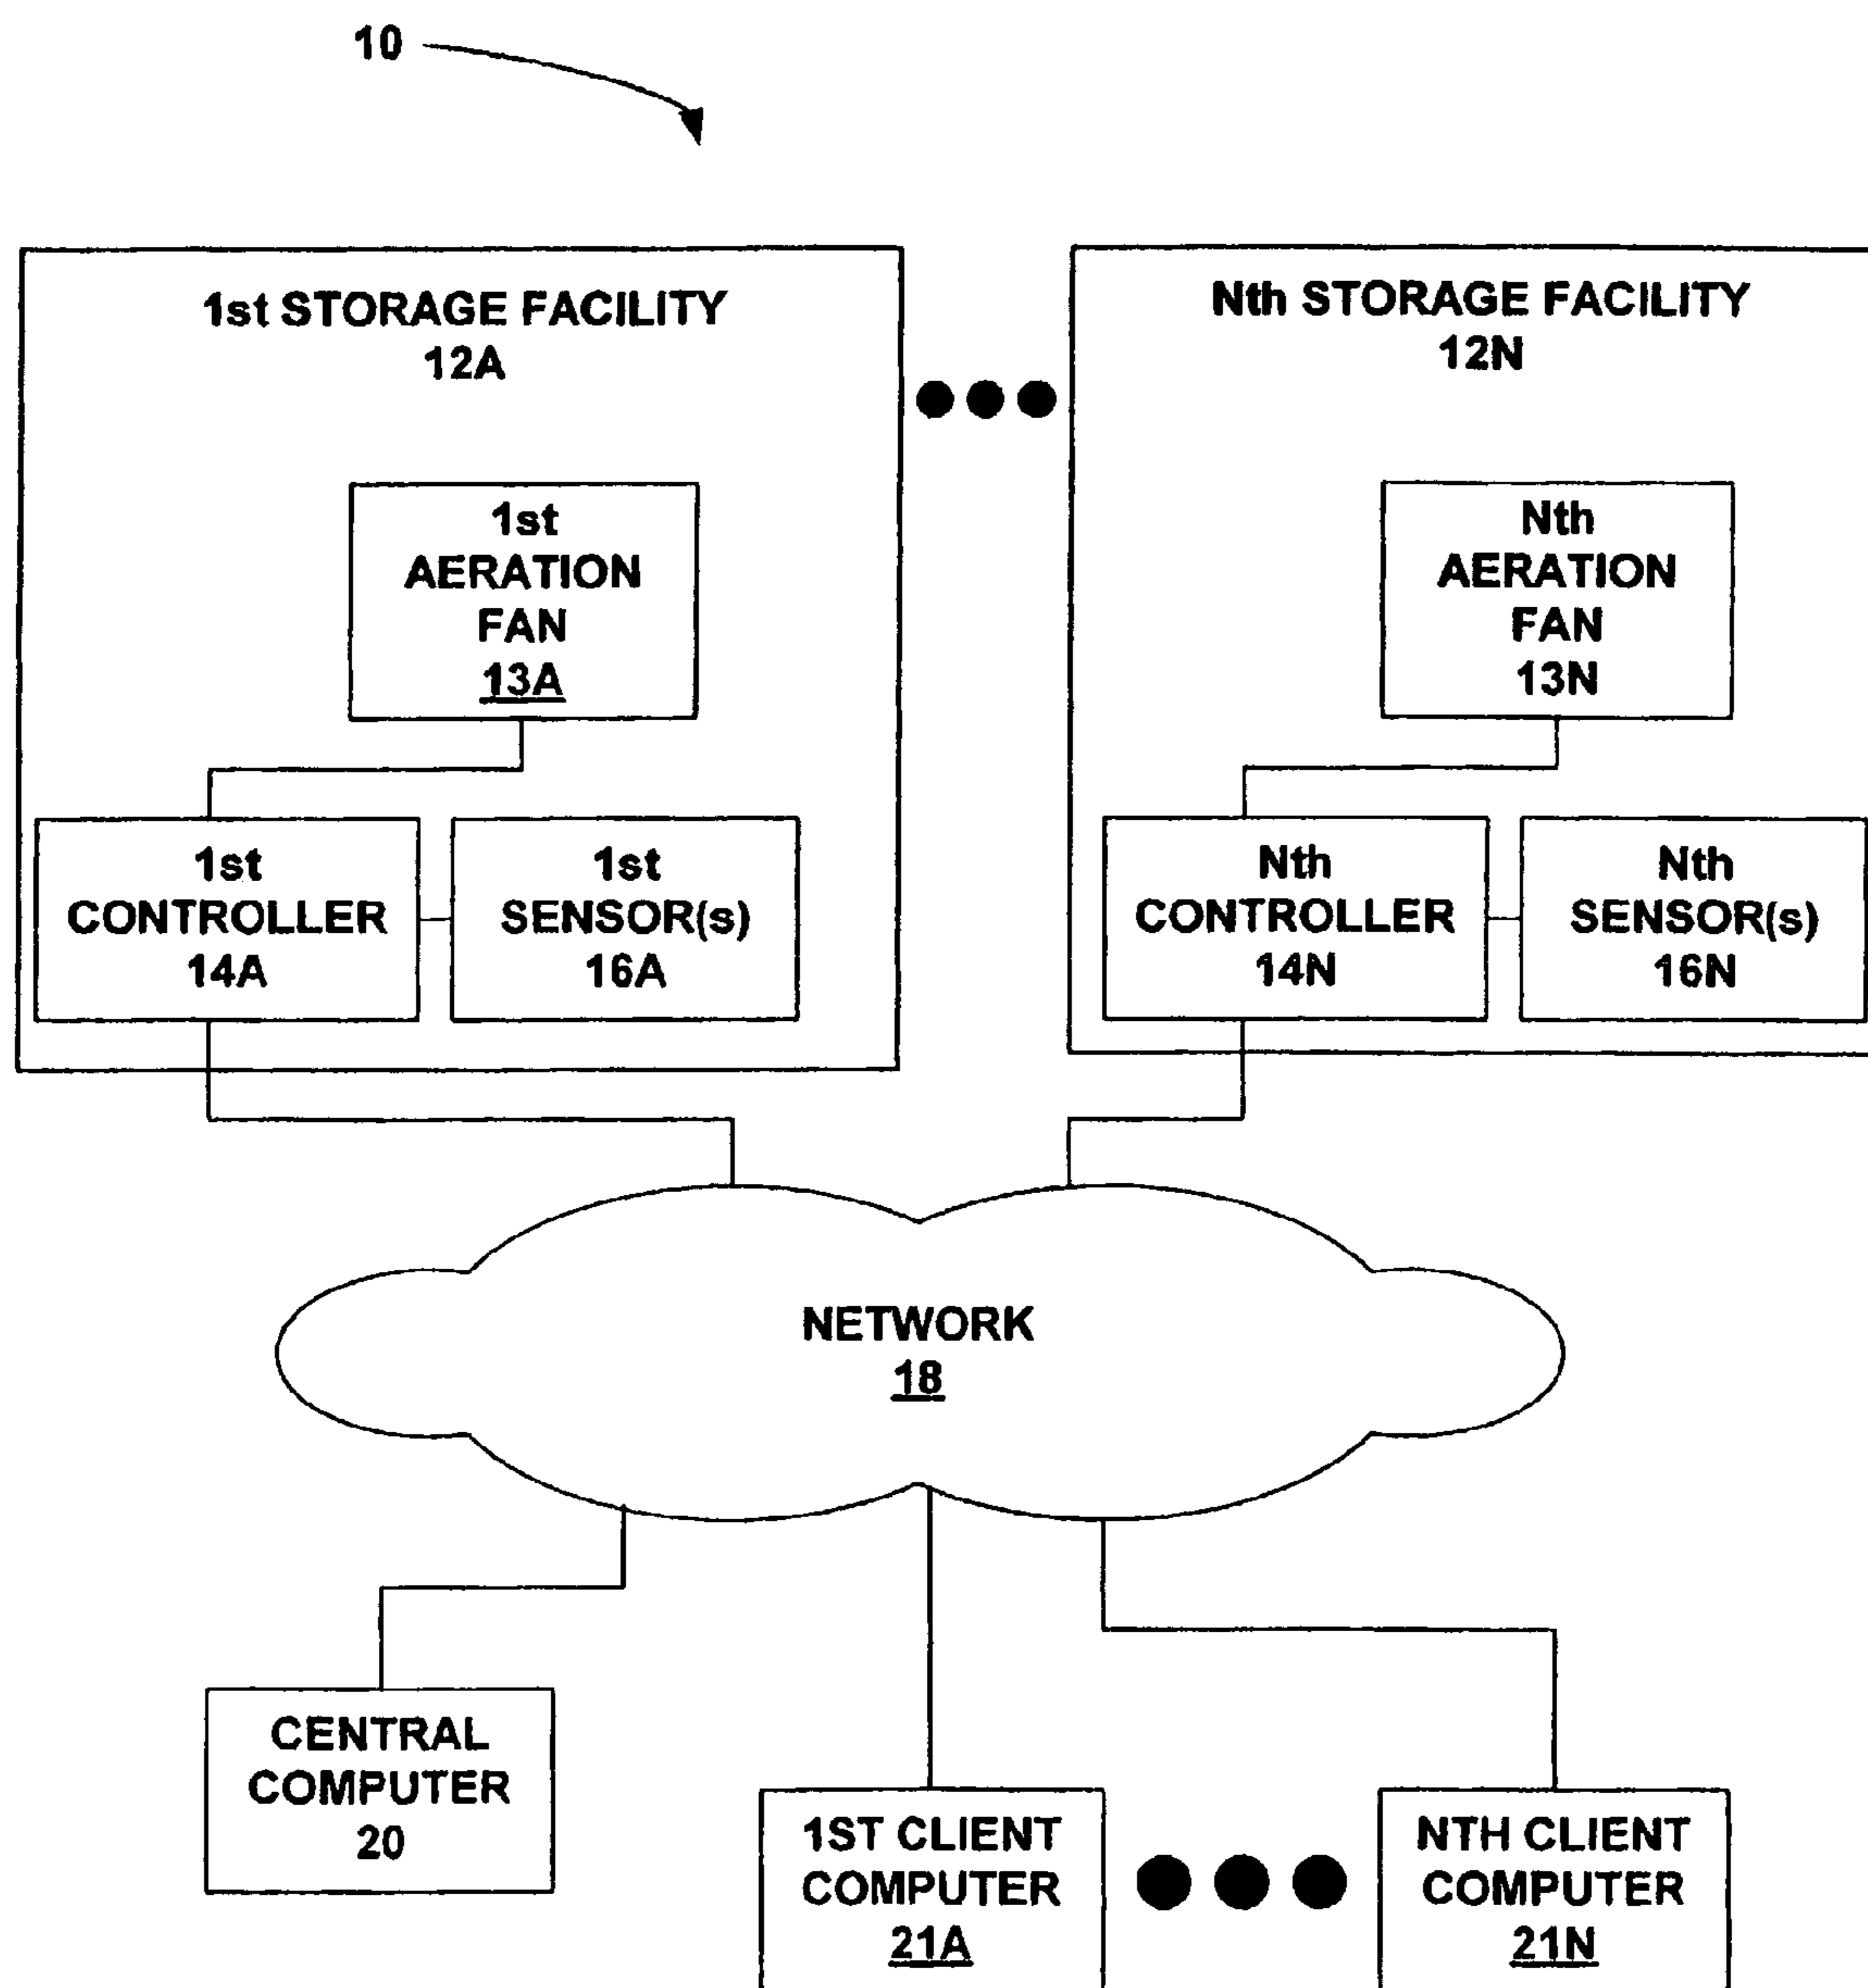 10
1st STORAGE FACILITY
12A
Nth STORAGE FACILITY
12N
1st
AERATION
FAN
13A
Nth
AERATION
FAN
13N
1st
CONTROLLER
14A
1st
SENSOR(s)
16A
Nth
CONTROLLER
14N
Nth
SENSOR(s)
16N
NETWORK
18
CENTRAL
COMPUTER
20
1ST CLIENT
COMPUTER
21A
NTH CLIENT
COMPUTER
21N